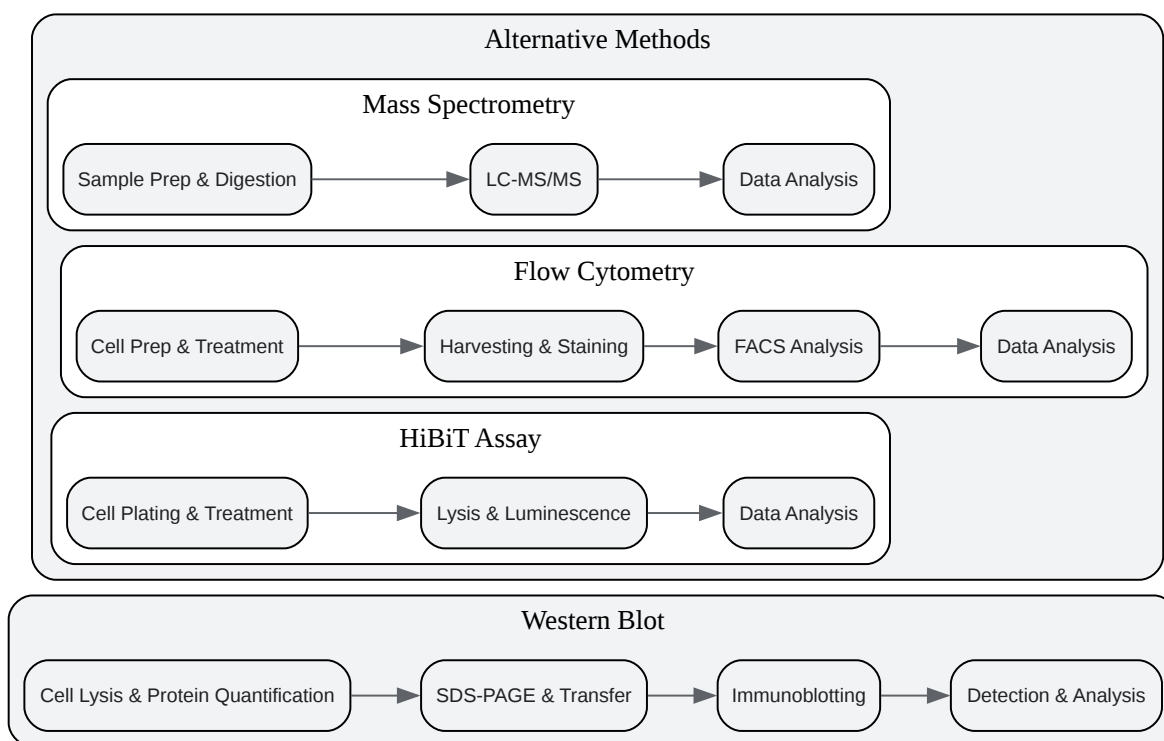 Alternative Methods
Mass Spectrometry
Sample Prep & Digestion
LC-MS/MS
Data Analysis
Flow Cytometry
Cell Prep & Treatment
Harvesting & Staining
FACS Analysis
Data Analysis
HiBiT Assay
Cell Plating & Treatment
Lysis & Luminescence
Data Analysis
Western Blot
Cell Lysis & Protein Quantification
SDS-PAGE & Transfer
Immunoblotting
Detection & Analysis